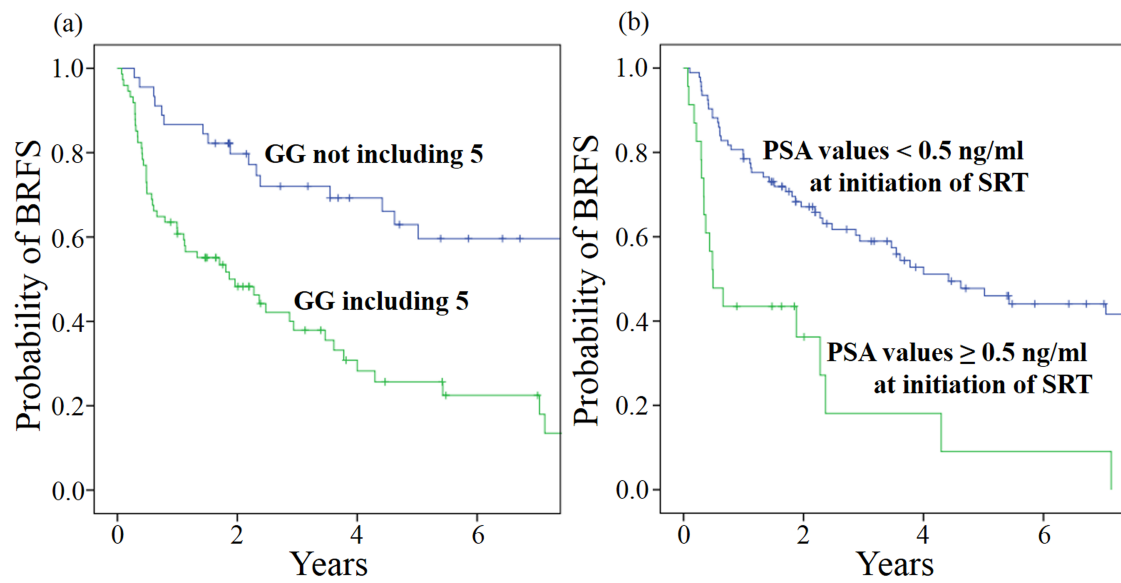 (a)
1.0
0.8
0.6
0.4
0.2
0.0
Probability of BRFS
GG not including 5
GG including 5
0 2 4 6
Years
(b)
1.0
0.8
0.6
0.4
0.2
0.0
Probability of BRFS
PSA values < 0.5 ng/ml
at initiation of SRT
PSA values ≥ 0.5 ng/ml
at initiation of SRT
0 2 4 6
Years